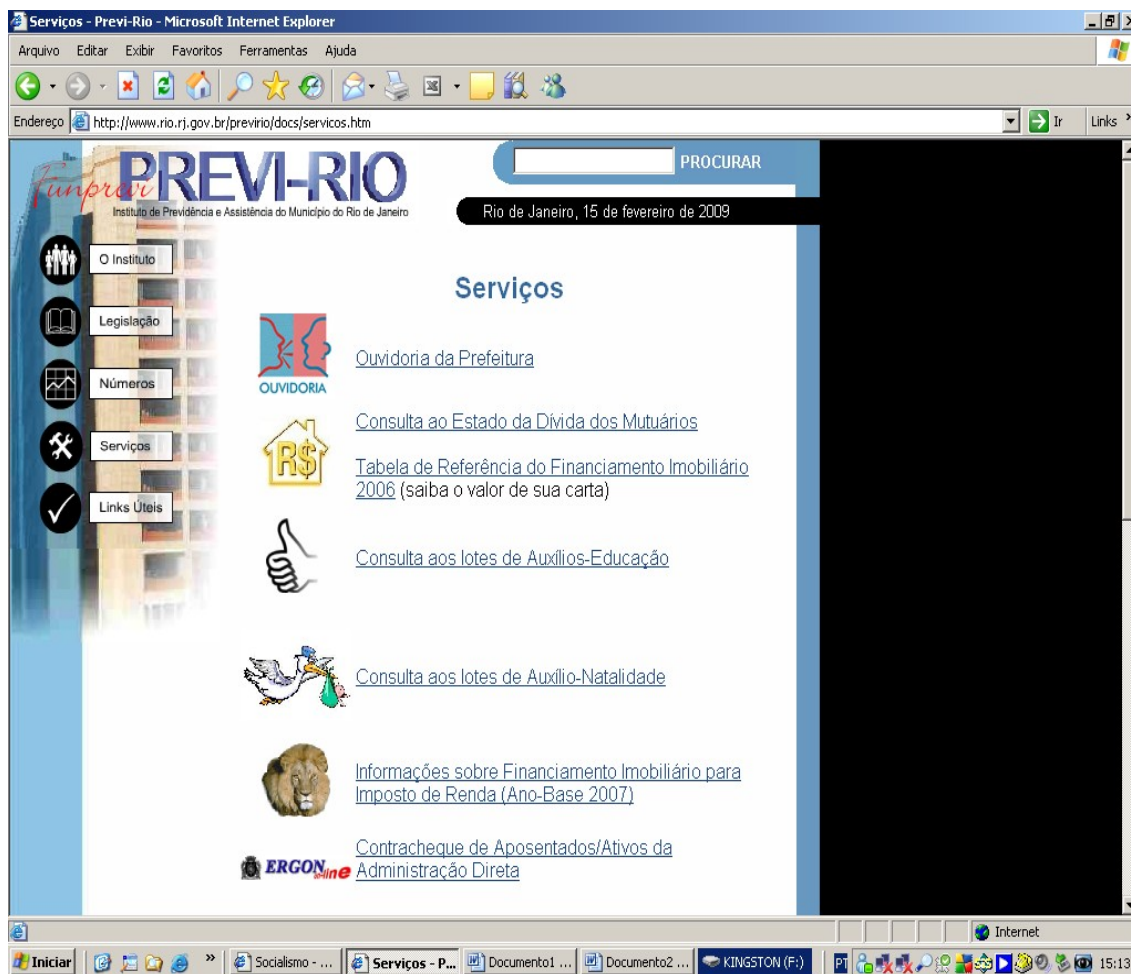 Serviços - Previ-Rio - Microsoft Internet Explorer
Arquivo Editar Exibir Favoritos Ferramentas Ajuda
Endereço http://www.rio.rj.gov.br/previrio/docs/servicos.htm Ir Links
Funprevi
PREVI-RIO
Instituto de Previdência e Assistência do Município do Rio de Janeiro
PROCURAR
Rio de Janeiro, 15 de fevereiro de 2009
O Instituto
Legislação
Números
Serviços
Links Úteis
Serviços
OUVIDORIA
Ouvidoria da Prefeitura
R$
Consulta ao Estado da Dívida dos Mutuários
Tabela de Referência do Financiamento Imobiliário
2006 (saiba o valor de sua carta)
Consulta aos lotes de Auxílios-Educação
Consulta aos lotes de Auxílio-Natalidade
Informações sobre Financiamento Imobiliário para
Imposto de Renda (Ano-Base 2007)
ERGON on-line
Contracheque de Aposentados/Ativos da
Administração Direta
Internet
Iniciar » Socialismo - ... Serviços - P... Documento1 ... Documento2 ... KINGSTON (F:) PT 15:13